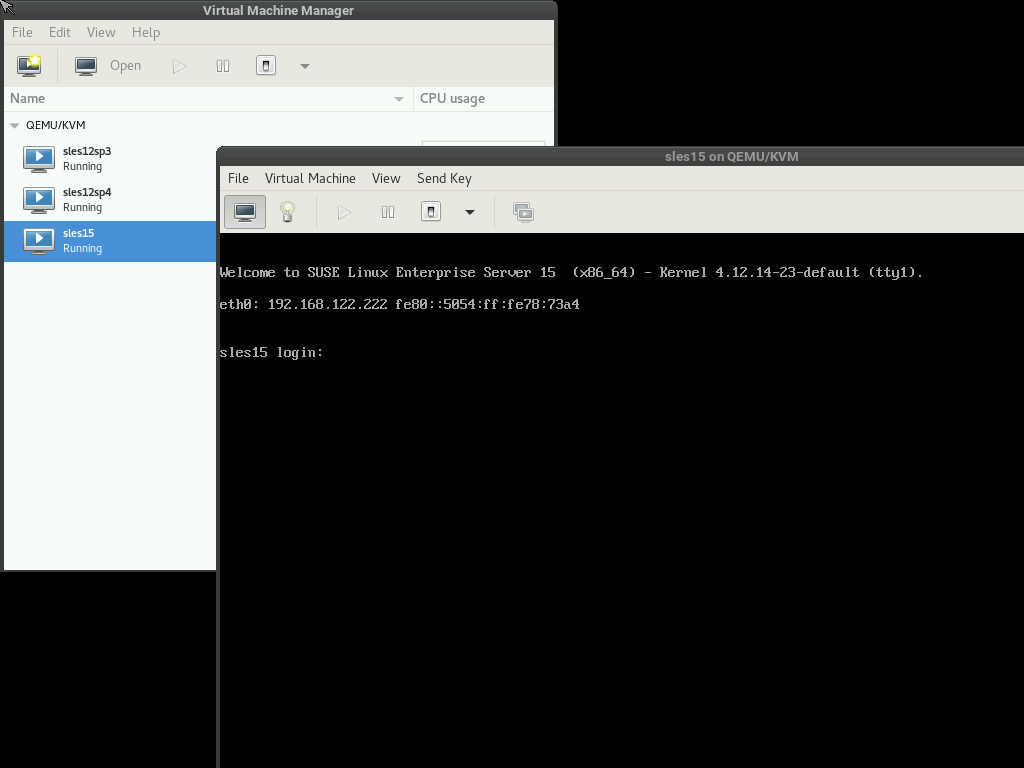 Virtual Machine Manager
File Edit View Help
Open
Name CPU usage
QEMU/KVM
sles12sp3
Running
sles12sp4
Running
sles15
Running
sles15 on QEMU/KVM
File Virtual Machine View Send Key
Welcome to SUSE Linux Enterprise Server 15  (x86_64) - Kernel 4.12.14-23-default (tty1).
eth0: 192.168.122.222 fe80::5054:ff:fe78:73a4
sles15 login: